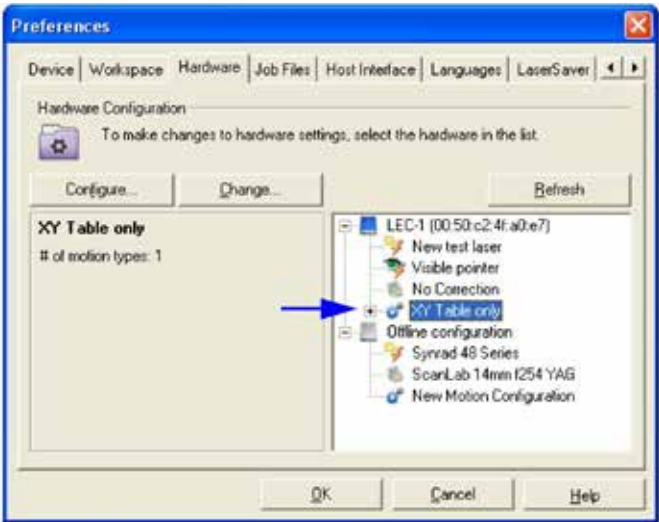 Preferences
Device Workspace Hardware Job Files Host Interface Languages LaserSaver
Hardware Configuration
To make changes to hardware settings, select the hardware in the list.
Configure... Change... Refresh
XY Table only
# of motion types: 1
LEC-1 (00:50:c2:4f:a0:e7)
New test laser
Visible pointer
No Correction
XY Table only
Offline configuration
Synrad 48 Series
ScanLab 14mm f254 YAG
New Motion Configuration
OK Cancel Help